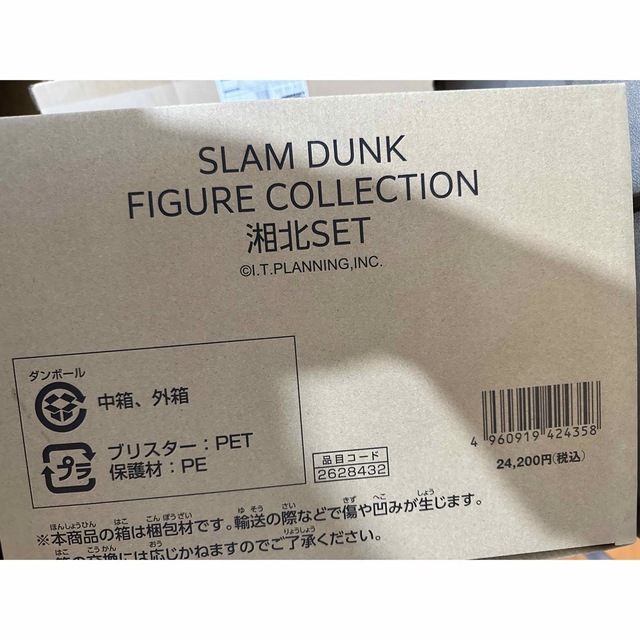 SLAM DUNK
FIGURE COLLECTION
湘北SET
©I.T.PLANNING,INC.
ダンボール
中箱、外箱
プラ
ブリスター：PET
保護材：PE
品目コード
2628432
4 960919 424358
24,200円(税込)
※本商品の箱は梱包材です。輸送の際などで傷や凹みが生じます。
箱の交換には応じかねますのでご了承ください。